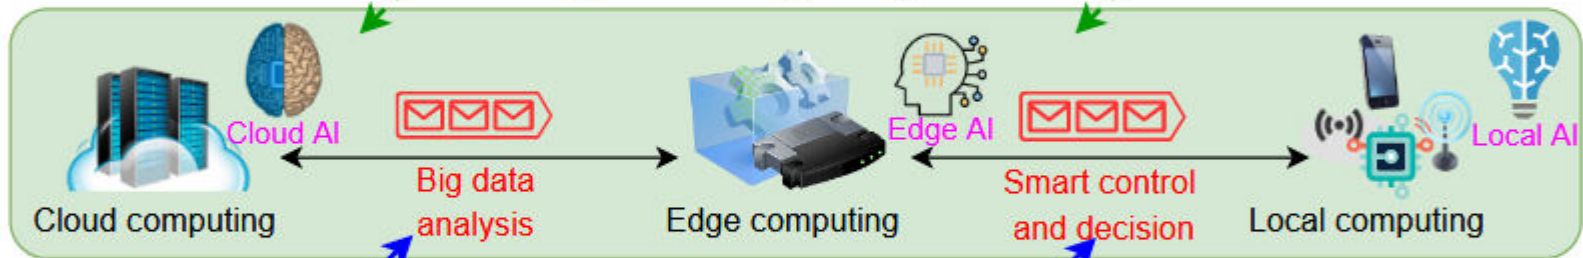 Cloud AI
Edge AI
Local AI
Big data
analysis
Smart control
and decision
Cloud computing
Edge computing
Local computing